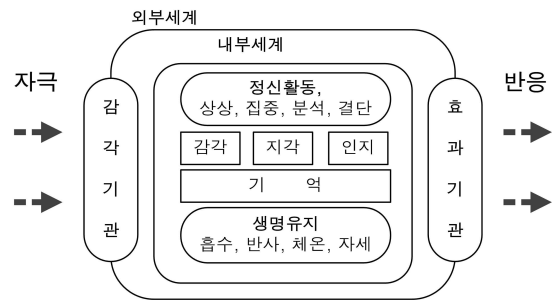 외부세계
내부세계
자극
감각기관
정신활동,
상상, 집중, 분석, 결단
감각 지각 인지
기 억
생명유지
흡수, 반사, 체온, 자세
효과기관
반응